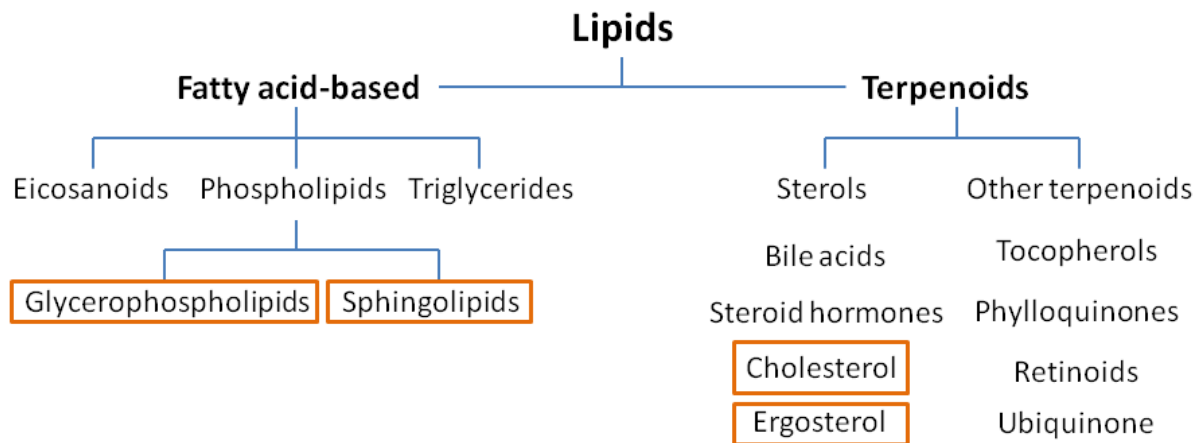 Lipids
Fatty acid-based Terpenoids
Eicosanoids Phospholipids Triglycerides Sterols Other terpenoids
Bile acids Tocopherols
Glycerophospholipids Sphingolipids Steroid hormones Phylloquinones
Cholesterol Retinoids
Ergosterol Ubiquinone